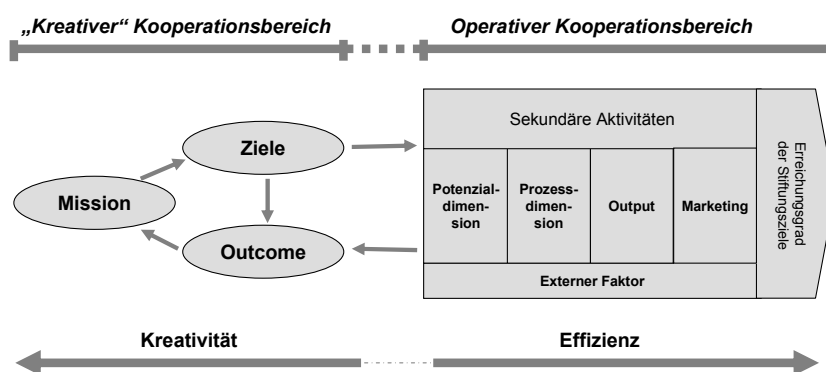 „Kreativer“ Kooperationsbereich
Operativer Kooperationsbereich
Ziele
Mission
Outcome
Sekundäre Aktivitäten
Potenzial-
dimen-
sion
Prozess-
dimen-
sion
Output
Marketing
Externer Faktor
Erreichungsgrad
der Stiftungsziele
Kreativität
Effizienz